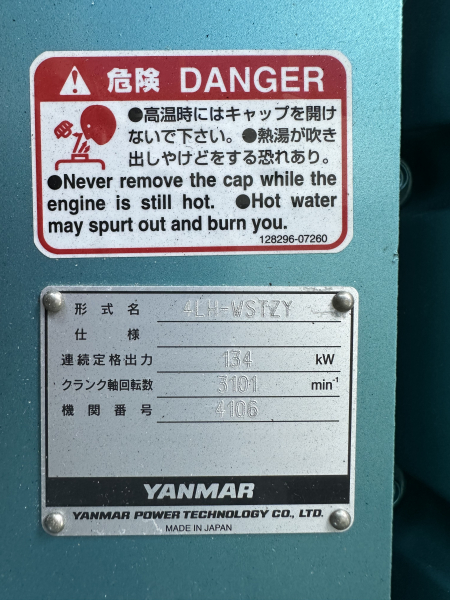 危険 DANGER
●高温時にはキャップを開け
ないで下さい。●熱湯が吹き
出しやけどをする恐れあり。
●Never remove the cap while the
engine is still hot. ●Hot water
may spurt out and burn you.
128296-07260
形式名 4LH-WSTZY
仕様
連続定格出力 134 kW
クランク軸回転数 3101 min⁻¹
機関番号 4106
YANMAR
YANMAR POWER TECHNOLOGY CO., LTD.
MADE IN JAPAN